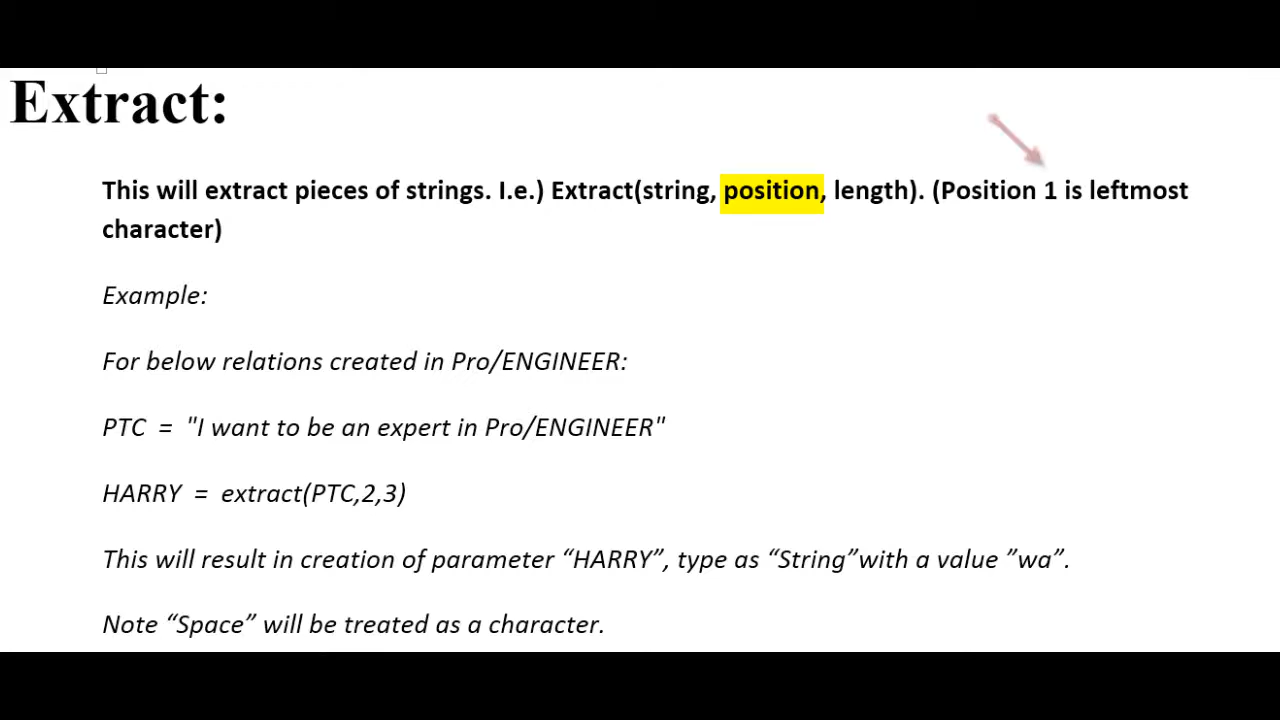 Extract:
This will extract pieces of strings. I.e.) Extract(string, position, length). (Position 1 is leftmost
character)
Example:
For below relations created in Pro/ENGINEER:
PTC = "I want to be an expert in Pro/ENGINEER"
HARRY = extract(PTC,2,3)
This will result in creation of parameter “HARRY”, type as “String”with a value ”wa”.
Note “Space” will be treated as a character.